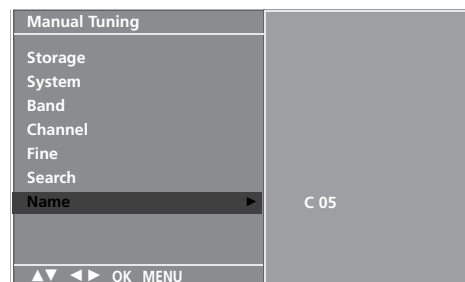 Manual Tuning
Storage
System
Band
Channel
Fine
Search
Name ► C 05
▲▼ ◄► OK MENU